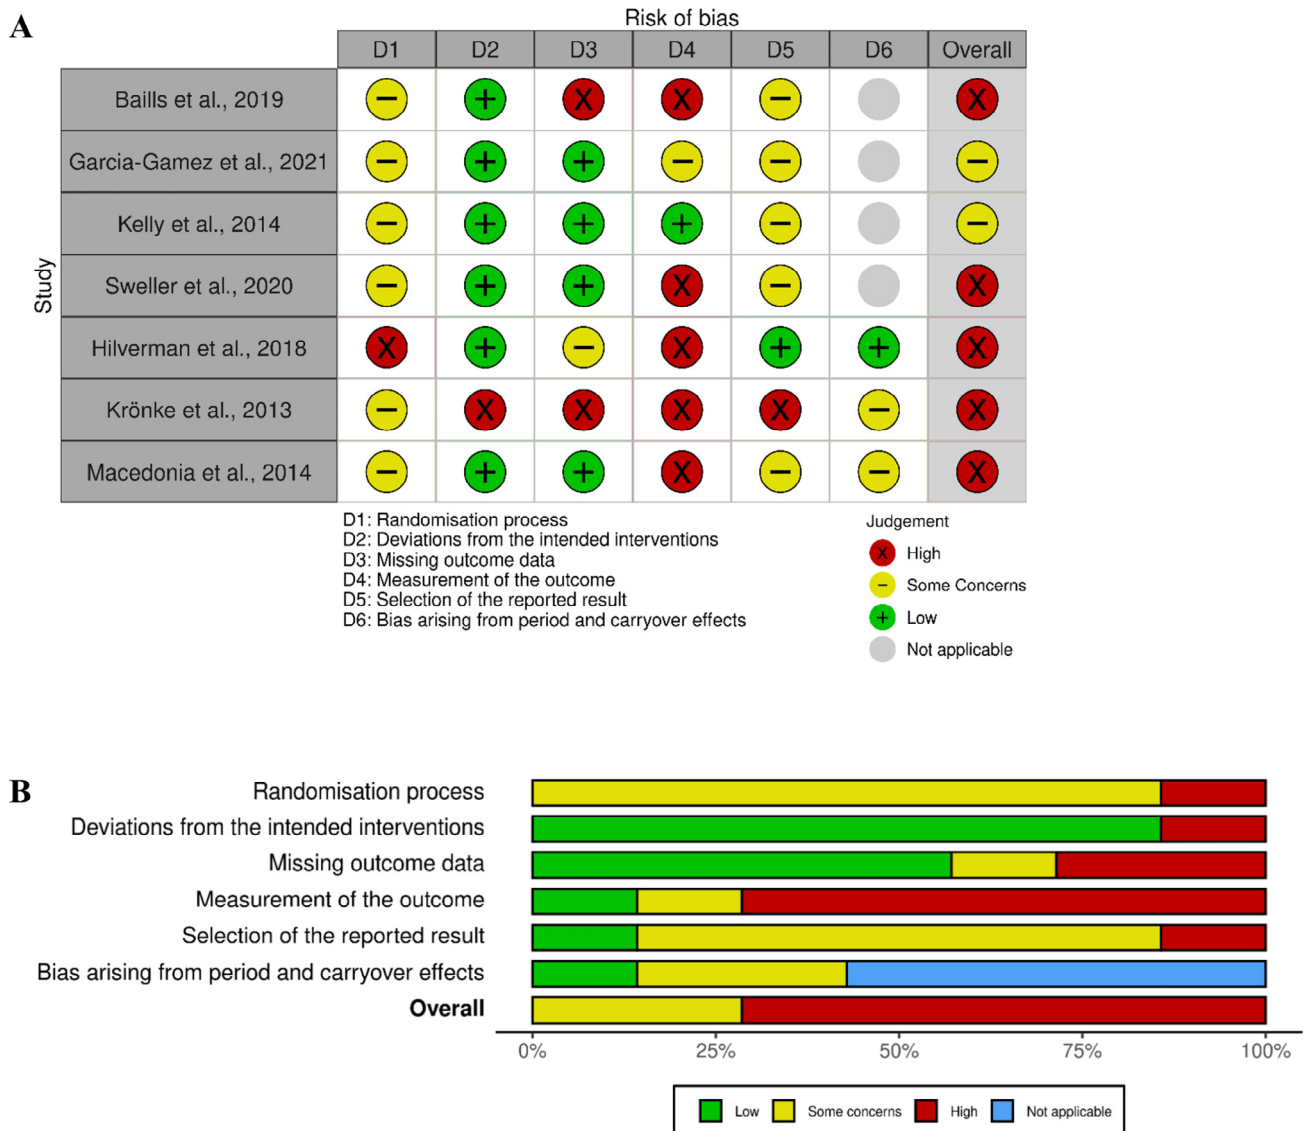 A
Risk of bias
D1 D2 D3 D4 D5 D6 Overall
Study
Baills et al., 2019 − + X X − X
Garcia-Gamez et al., 2021 − + + − − −
Kelly et al., 2014 − + + + − −
Sweller et al., 2020 − + + X − X
Hilverman et al., 2018 X + − X + + X
Krönke et al., 2013 − X X X X − X
Macedonia et al., 2014 − + + X − − X
D1: Randomisation process
D2: Deviations from the intended interventions
D3: Missing outcome data
D4: Measurement of the outcome
D5: Selection of the reported result
D6: Bias arising from period and carryover effects
Judgement
X High
− Some Concerns
+ Low
Not applicable
B
Randomisation process
Deviations from the intended interventions
Missing outcome data
Measurement of the outcome
Selection of the reported result
Bias arising from period and carryover effects
Overall
0% 25% 50% 75% 100%
Low Some concerns High Not applicable